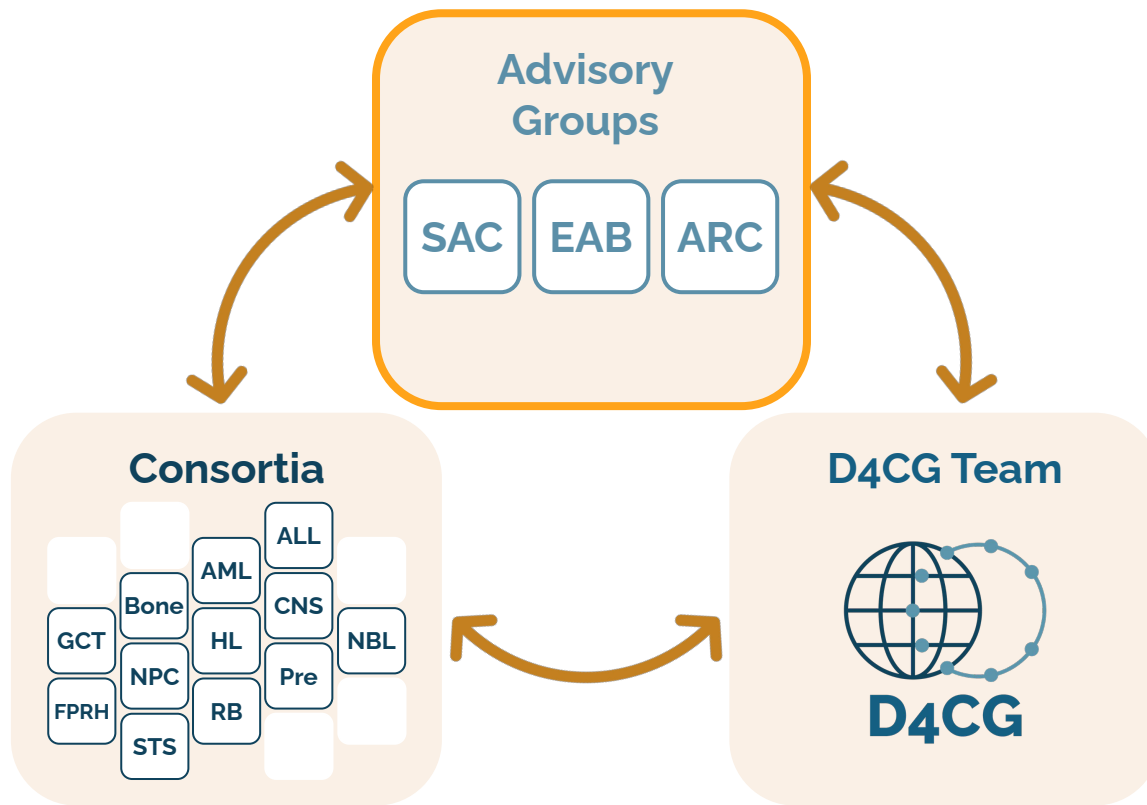 Advisory
Groups
SAC
EAB
ARC
Consortia
D4CG Team
ALL
AML
Bone
CNS
GCT
HL
NBL
NPC
Pre
FPRH
RB
STS
D4CG